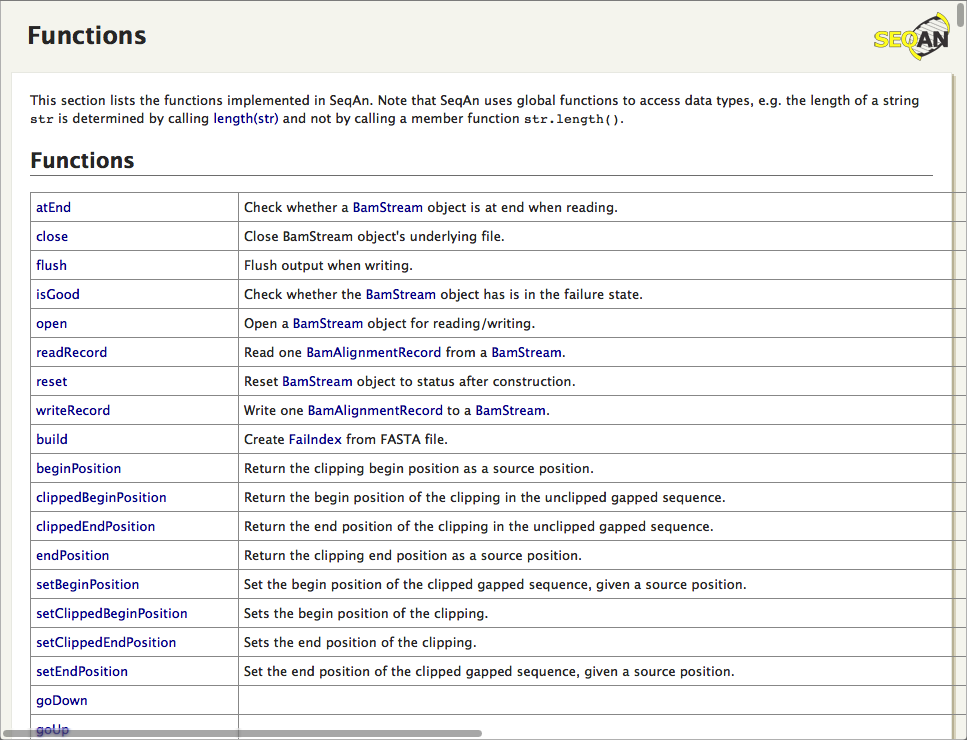 Functions
SEQAN
This section lists the functions implemented in SeqAn. Note that SeqAn uses global functions to access data types, e.g. the length of a string
str is determined by calling length(str) and not by calling a member function str.length().
Functions
atEnd Check whether a BamStream object is at end when reading.
close Close BamStream object's underlying file.
flush Flush output when writing.
isGood Check whether the BamStream object has is in the failure state.
open Open a BamStream object for reading/writing.
readRecord Read one BamAlignmentRecord from a BamStream.
reset Reset BamStream object to status after construction.
writeRecord Write one BamAlignmentRecord to a BamStream.
build Create FaiIndex from FASTA file.
beginPosition Return the clipping begin position as a source position.
clippedBeginPosition Return the begin position of the clipping in the unclipped gapped sequence.
clippedEndPosition Return the end position of the clipping in the unclipped gapped sequence.
endPosition Return the clipping end position as a source position.
setBeginPosition Set the begin position of the clipped gapped sequence, given a source position.
setClippedBeginPosition Sets the begin position of the clipping.
setClippedEndPosition Sets the end position of the clipping.
setEndPosition Set the end position of the clipped gapped sequence, given a source position.
goDown
goUp